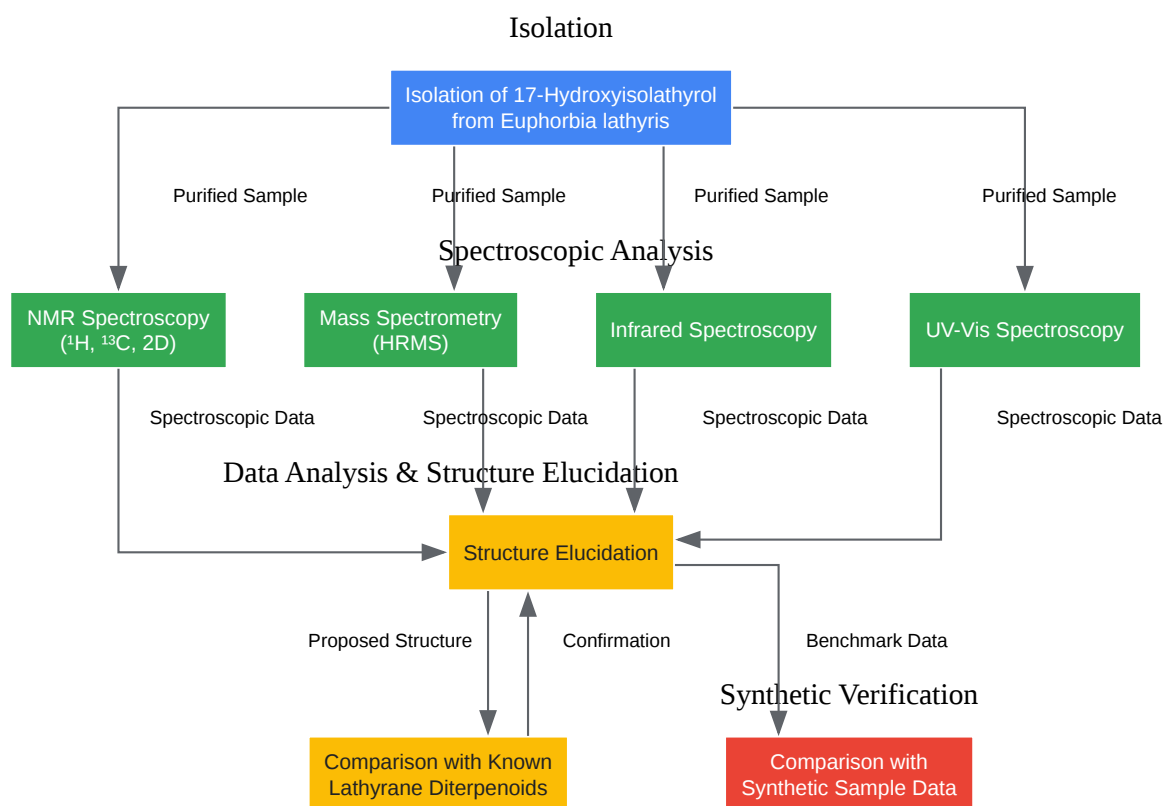 Isolation
Isolation of 17-Hydroxyisolathyrol
from Euphorbia lathyris
Purified Sample
Purified Sample
Purified Sample
Purified Sample
Spectroscopic Analysis
NMR Spectroscopy
(¹H, ¹³C, 2D)
Mass Spectrometry
(HRMS)
Infrared Spectroscopy
UV-Vis Spectroscopy
Spectroscopic Data
Spectroscopic Data
Spectroscopic Data
Spectroscopic Data
Data Analysis & Structure Elucidation
Structure Elucidation
Proposed Structure
Confirmation
Benchmark Data
Synthetic Verification
Comparison with Known
Lathyrane Diterpenoids
Comparison with
Synthetic Sample Data